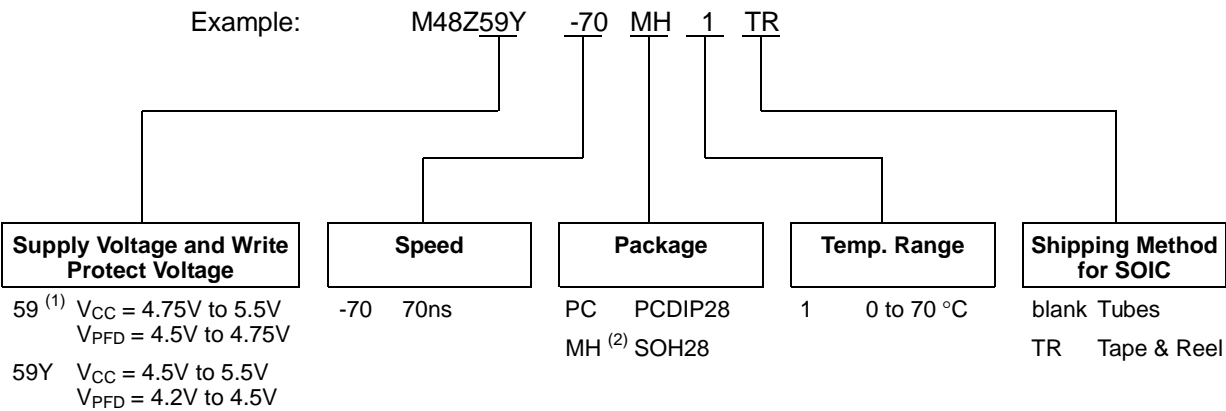 Example: M48Z59Y -70 MH 1 TR
Supply Voltage and Write Protect Voltage
59 (1) VCC = 4.75V to 5.5V
VPFD = 4.5V to 4.75V
59Y VCC = 4.5V to 5.5V
VPFD = 4.2V to 4.5V
Speed
-70 70ns
Package
PC PCDIP28
MH (2) SOH28
Temp. Range
1 0 to 70 °C
Shipping Method for SOIC
blank Tubes
TR Tape & Reel